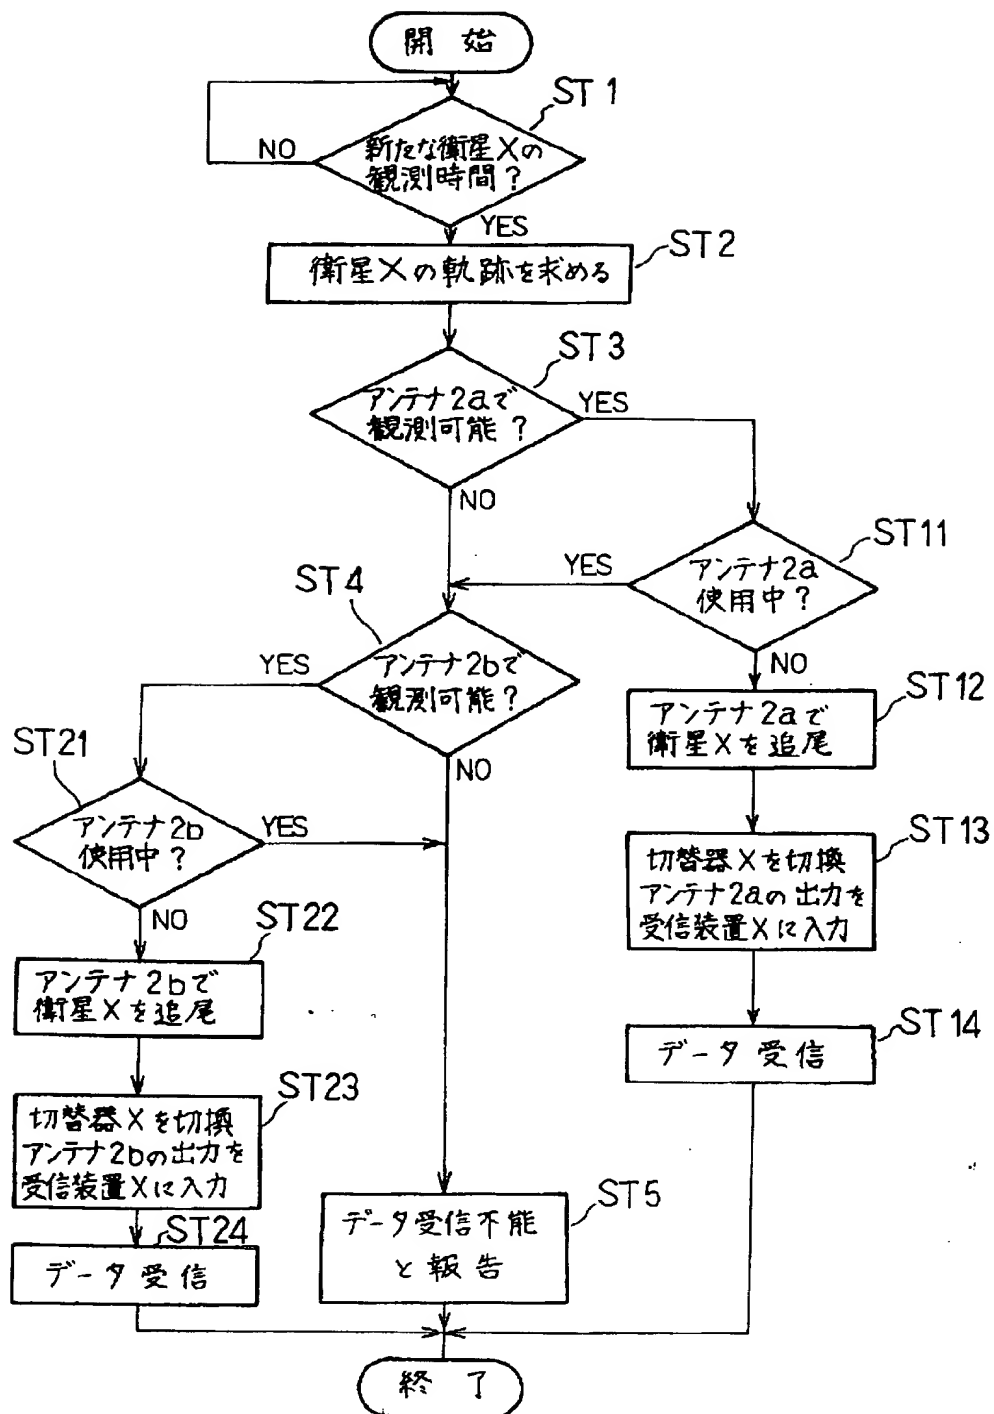 開始
ST1
新たな衛星Xの
観測時間?
NO
YES
ST2
衛星Xの軌跡を求める
ST3
アンテナ2aで
観測可能?
YES
NO
ST11
アンテナ2a
使用中?
YES
NO
ST4
アンテナ2bで
観測可能?
YES
NO
ST12
アンテナ2aで
衛星Xを追尾
ST21
アンテナ2b
使用中?
YES
NO
ST13
切替器Xを切換
アンテナ2aの出力を
受信装置Xに入力
ST22
アンテナ2bで
衛星Xを追尾
ST14
データ受信
ST23
切替器Xを切換
アンテナ2bの出力を
受信装置Xに入力
ST5
データ受信不能
と報告
ST24
データ受信
終了